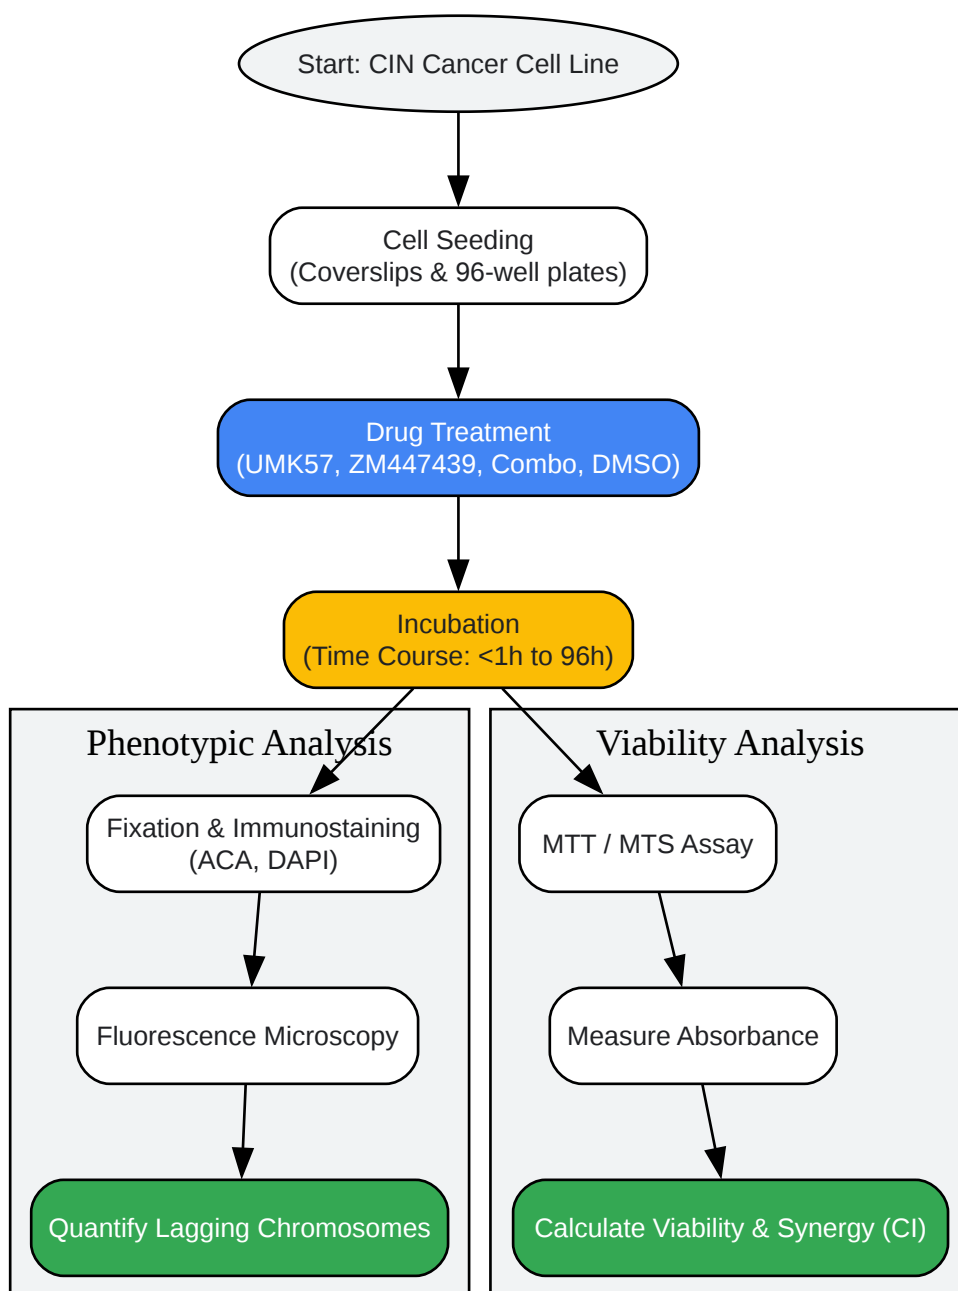 Start: CIN Cancer Cell Line
Cell Seeding
(Coverslips & 96-well plates)
Drug Treatment
(UMK57, ZM447439, Combo, DMSO)
Incubation
(Time Course: <1h to 96h)
Phenotypic Analysis
Fixation & Immunostaining
(ACA, DAPI)
Fluorescence Microscopy
Quantify Lagging Chromosomes
Viability Analysis
MTT / MTS Assay
Measure Absorbance
Calculate Viability & Synergy (CI)